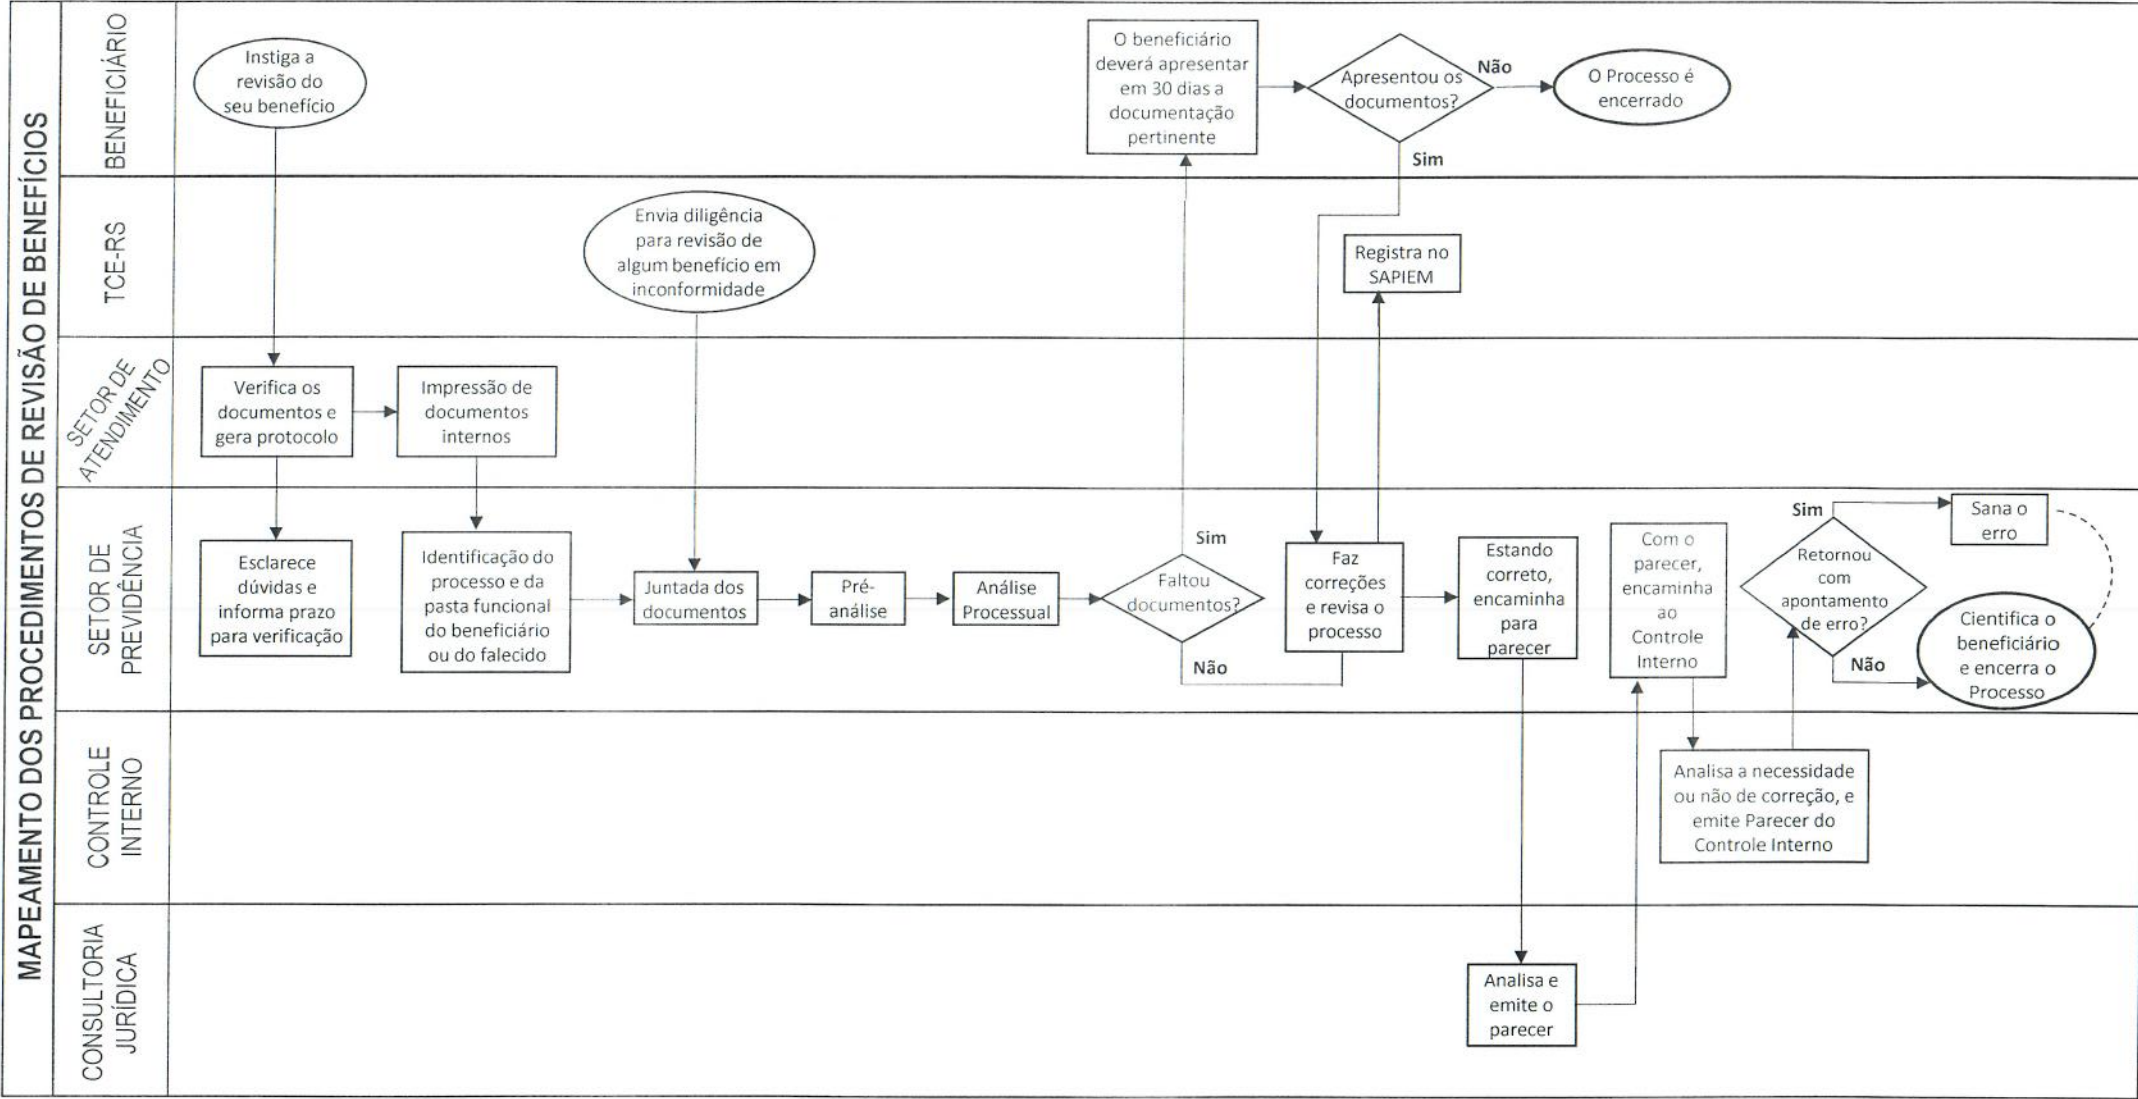 MAPEAMENTO DOS PROCEDIMENTOS DE REVISÃO DE BENEFÍCIOS
BENEFICIÁRIO
Instiga a
revisão do
seu benefício
O beneficiário
deverá apresentar
em 30 dias a
documentação
pertinente
Apresentou os
documentos?
Não
O Processo é
encerrado
Sim
TCE-RS
Envia diligência
para revisão de
algum benefício em
inconformidade
Registra no
SAPIEM
SETOR DE
ATENDIMENTO
Verifica os
documentos e
gera protocolo
Impressão de
documentos
internos
SETOR DE
PREVIDÊNCIA
Esclarece
dúvidas e
informa prazo
para verificação
Identificação do
processo e da
pasta funcional
do beneficiário
ou do falecido
Juntada dos
documentos
Pré-
análise
Análise
Processual
Sim
Faltou
documentos?
Não
Faz
correções
e revisa o
processo
Estando
correto,
encaminha
para
parecer
Com o
parecer,
encaminha
ao
Controle
Interno
Sim
Retornou
com
apontamento
de erro?
Não
Sana o
erro
Cientifica o
beneficiário
e encerra o
Processo
CONTROLE
INTERNO
Analisa a necessidade
ou não de correção, e
emite Parecer do
Controle Interno
CONSULTORIA
JURÍDICA
Analisa e
emite o
parecer